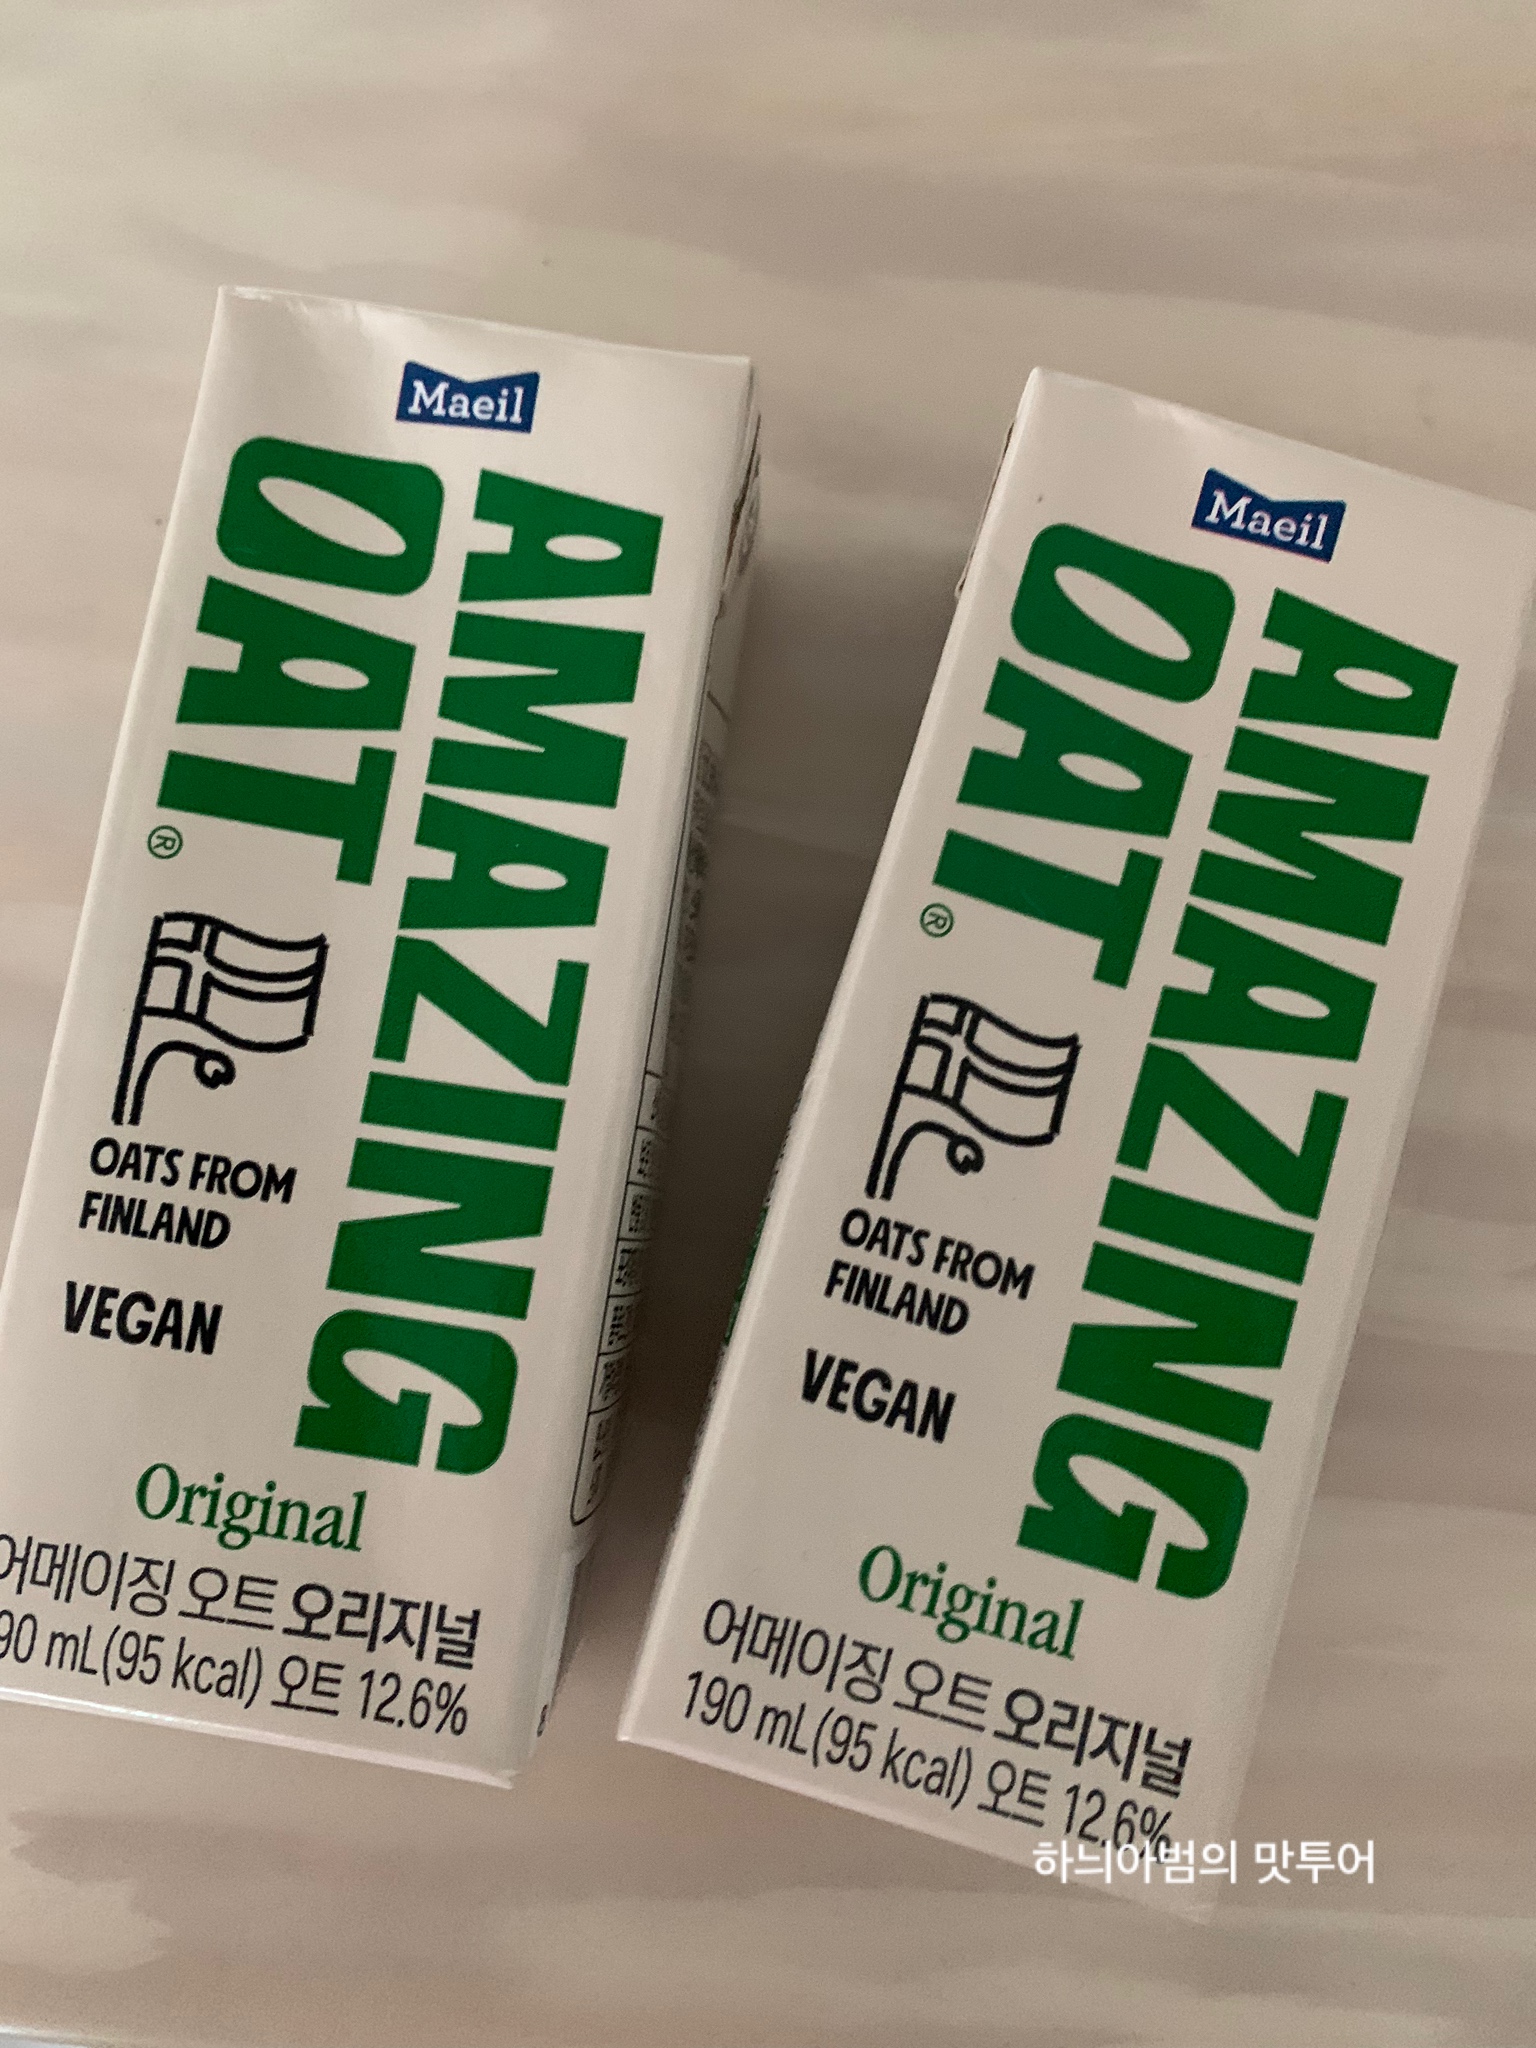 Maeil
AMAZING
OAT®
OATS FROM
FINLAND
VEGAN
Original
어메이징 오트 오리지널
90 mL(95 kcal) 오트 12.6%
Maeil
AMAZING
OAT®
OATS FROM
FINLAND
VEGAN
Original
어메이징 오트 오리지널
190 mL(95 kcal) 오트 12.6%
하늬아범의 맛투어